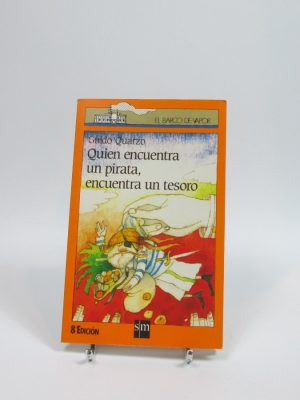 EL BARCO DE VAPOR
Guido Quarzo
Quien encuentra
un pirata,
encuentra un tesoro
8 EDICIÓN
sm